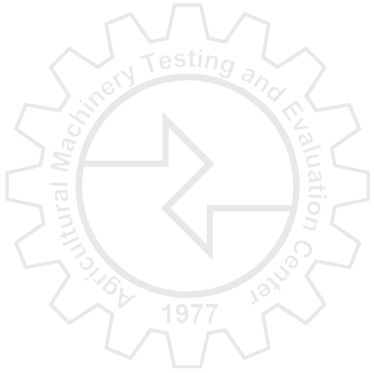 Agricultural Machinery Testing and Evaluation Center
1977